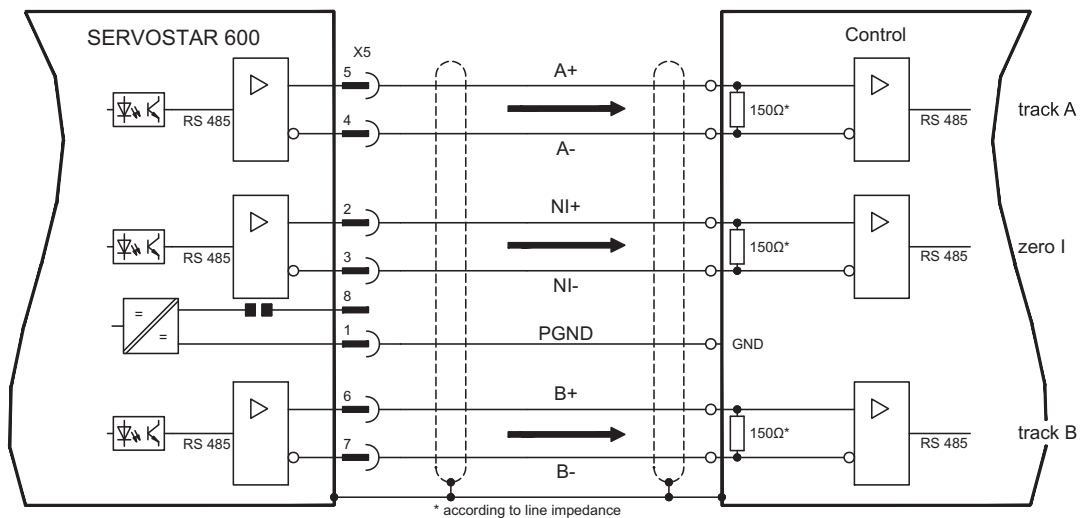 SERVOSTAR 600
X5
Control
5
A+
RS 485
4
A-
150Ω*
RS 485
track A
2
NI+
RS 485
3
NI-
150Ω*
RS 485
zero I
=
=
8
1
PGND
GND
6
B+
RS 485
7
B-
150Ω*
RS 485
track B
* according to line impedance